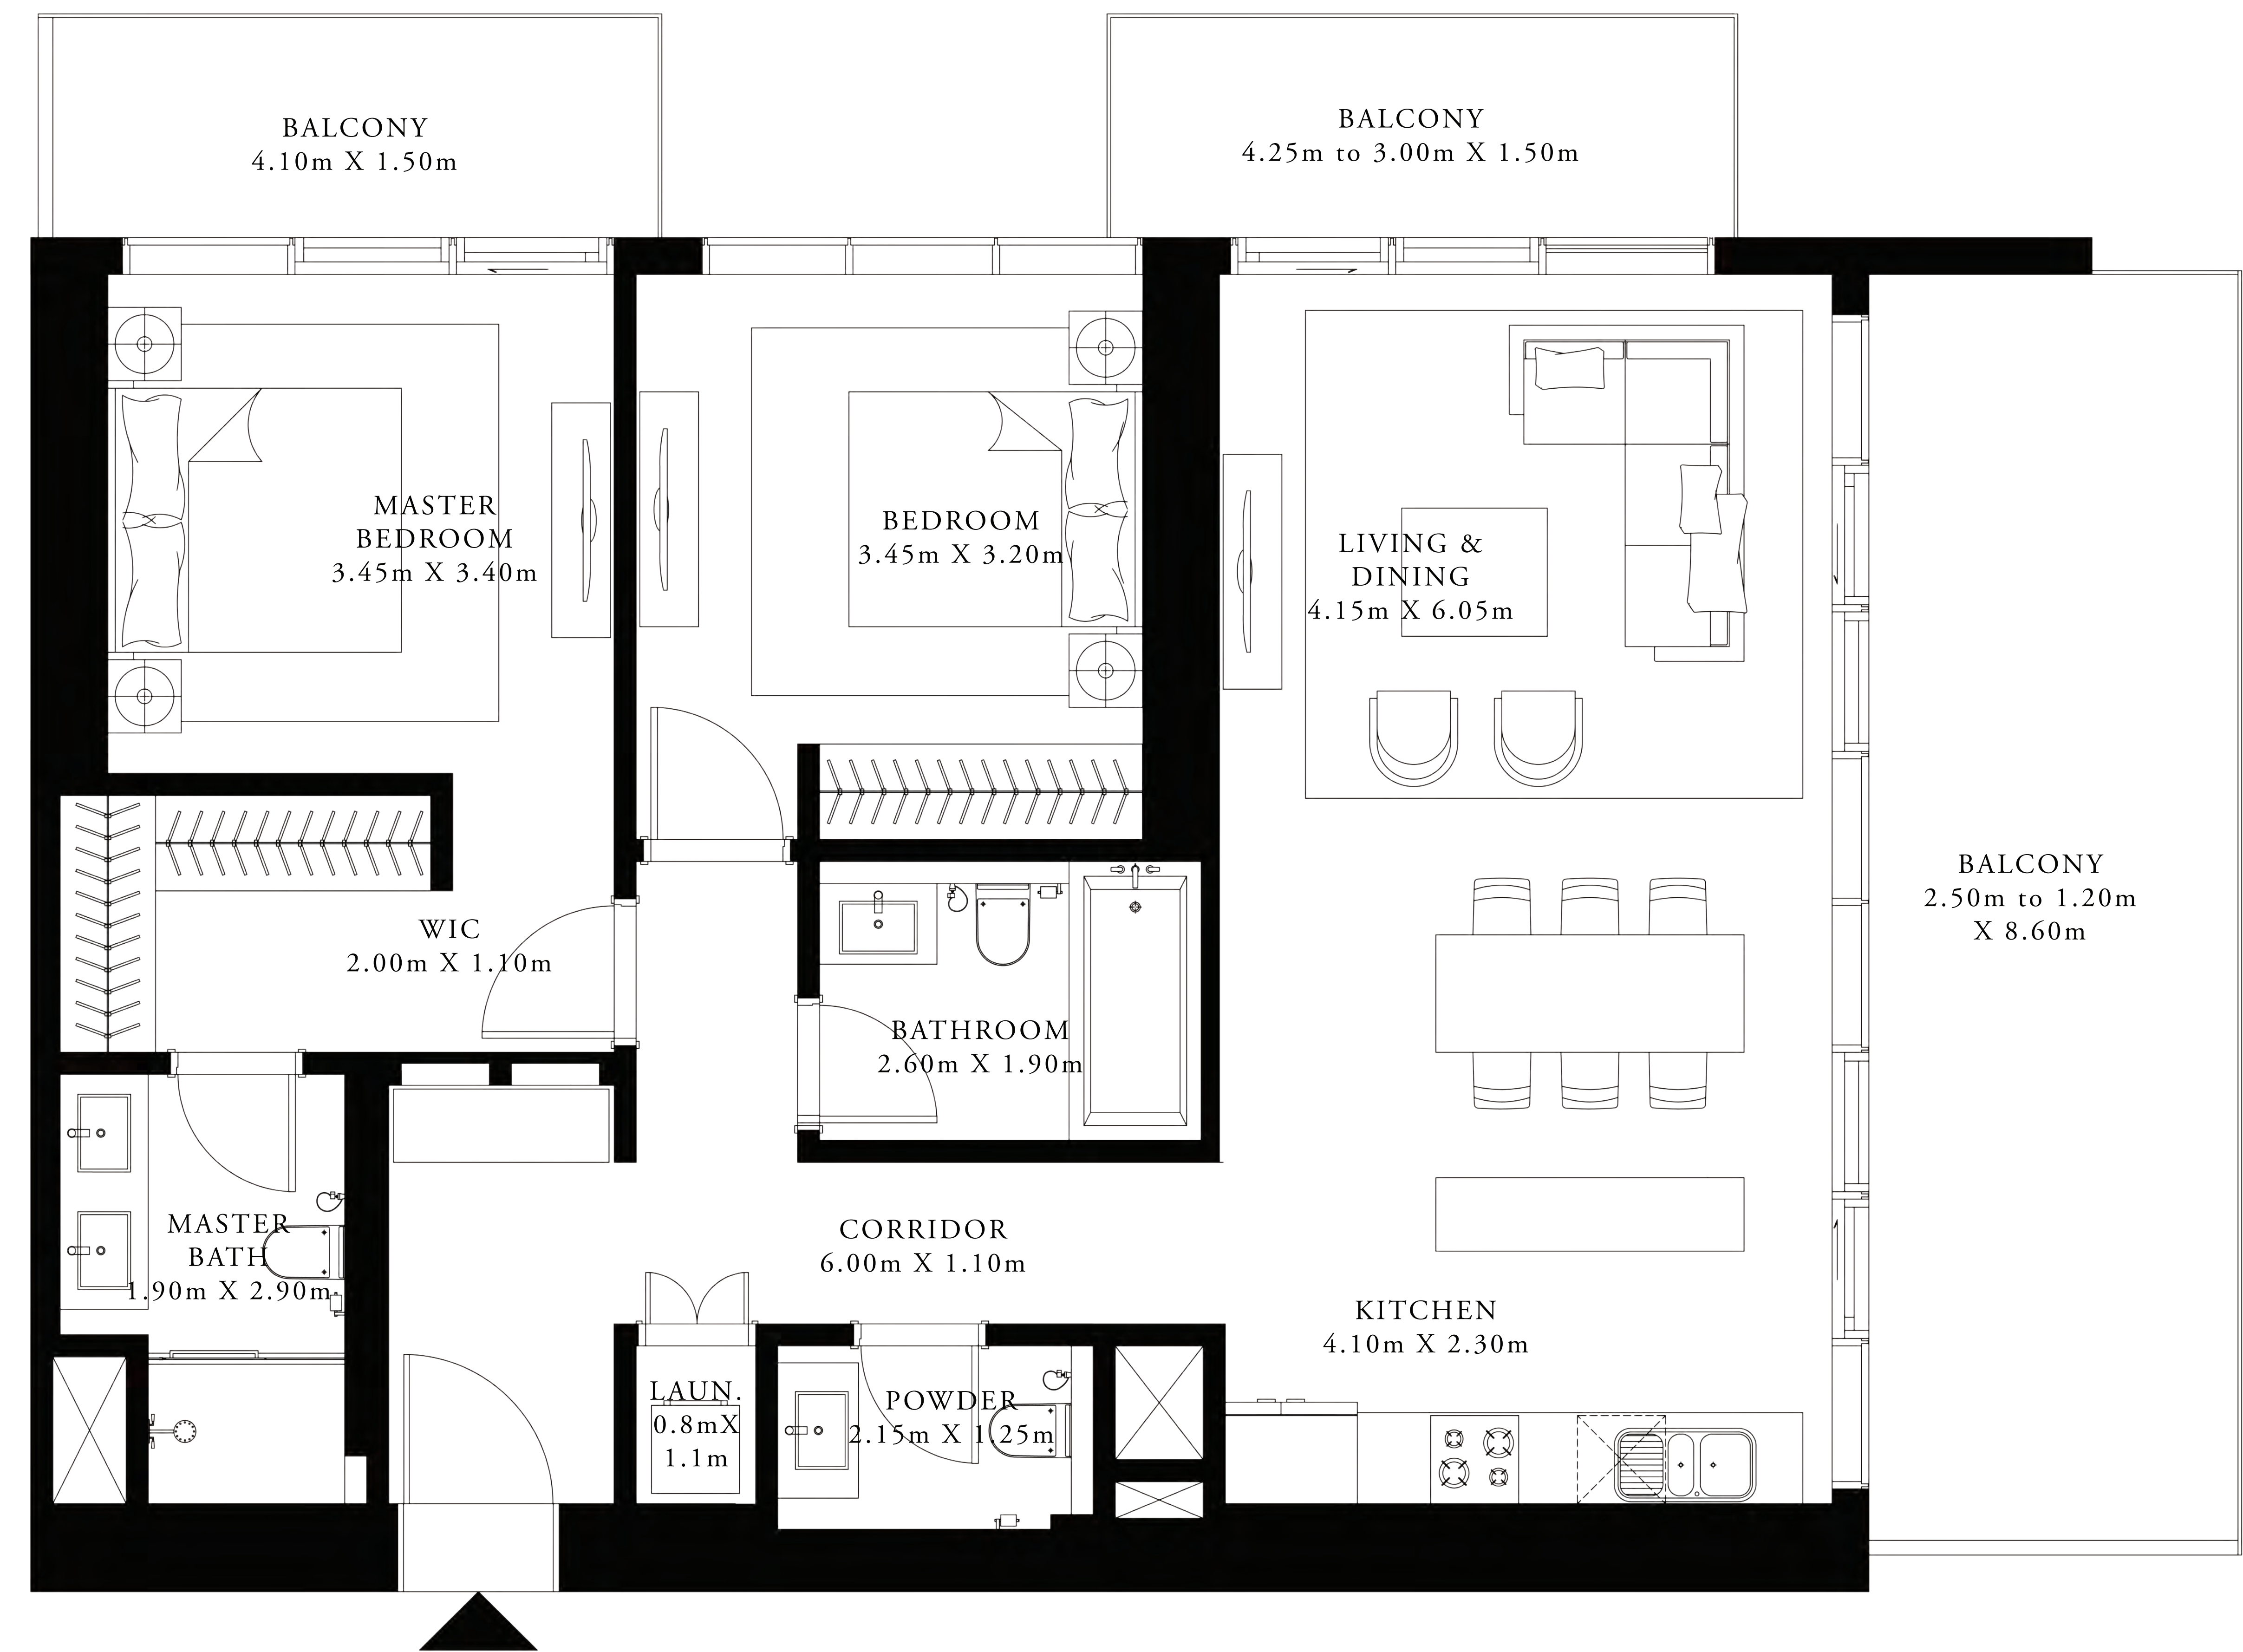 BALCONY
4.10m X 1.50m
BALCONY
4.25m to 3.00m X 1.50m
MASTER
BEDROOM
3.45m X 3.40m
BEDROOM
3.45m X 3.20m
LIVING &
DINING
4.15m X 6.05m
BALCONY
2.50m to 1.20m
X 8.60m
WIC
2.00m X 1.10m
BATHROOM
2.60m X 1.90m
MASTER
BATH
1.90m X 2.90m
CORRIDOR
6.00m X 1.10m
KITCHEN
4.10m X 2.30m
LAUN.
0.8mX
1.1m
POWDER
2.15m X 1.25m